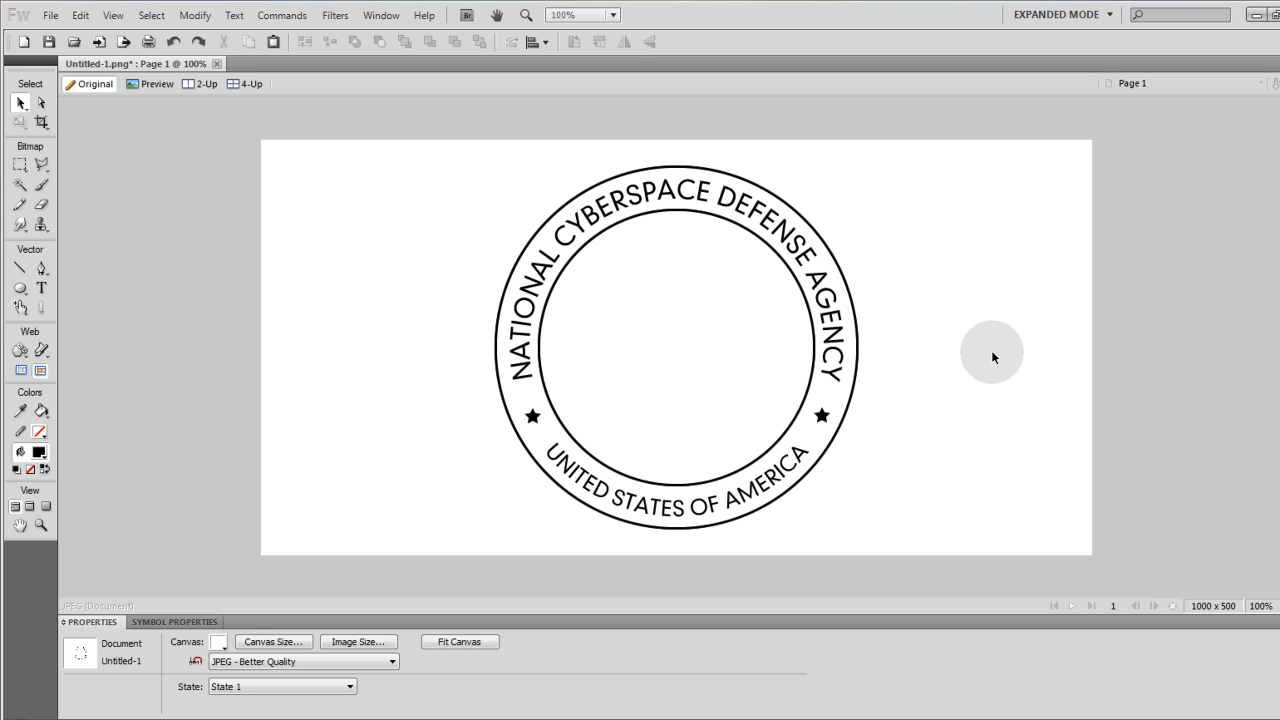 Fw File Edit View Select Modify Text Commands Filters Window Help Br 100% EXPANDED MODE
Untitled-1.png* : Page 1 @ 100%
Original Preview 2-Up 4-Up Page 1
Select
Bitmap
Vector
T
Web
Colors
View
NATIONAL CYBERSPACE DEFENSE AGENCY
UNITED STATES OF AMERICA
JPEG (Document) 1 1000 x 500 100%
PROPERTIES SYMBOL PROPERTIES
Document Canvas: Canvas Size... Image Size... Fit Canvas
Untitled-1 JPEG - Better Quality
State: State 1